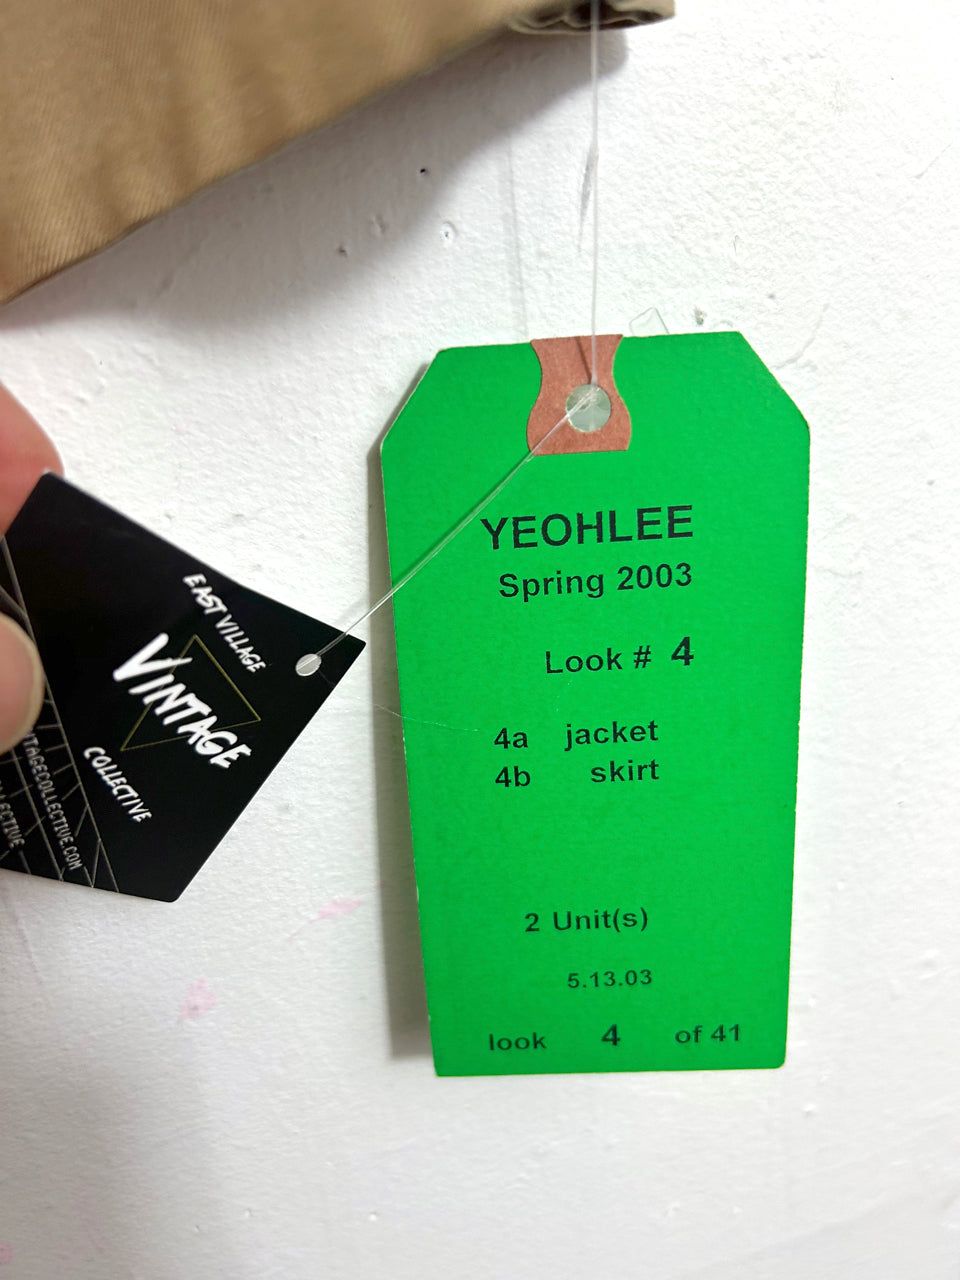 YEOHLEE
Spring 2003
Look # 4
4a jacket
4b skirt
2 Unit(s)
5.13.03
look 4 of 41
EAST VILLAGE
VINTAGE
COLLECTIVE